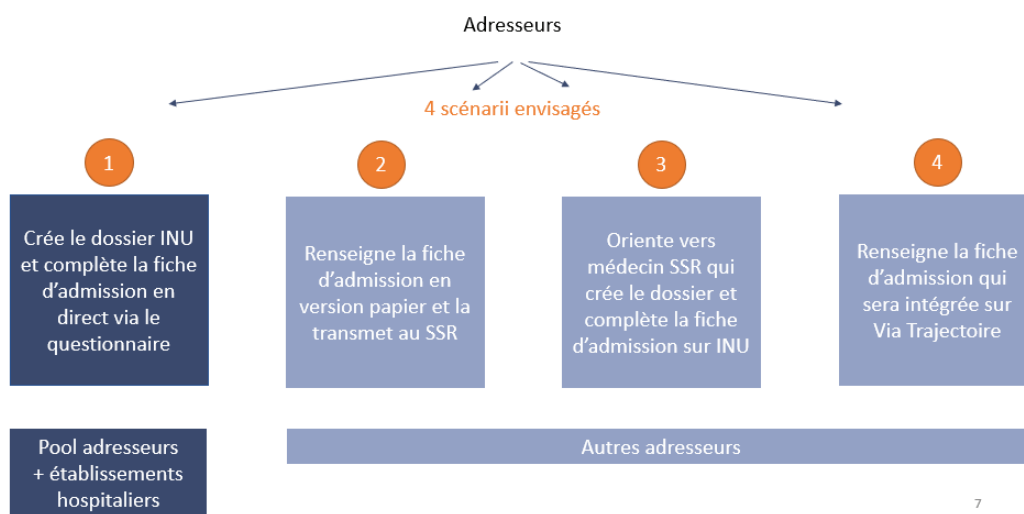 Adresseurs
4 scénarii envisagés
1
2
3
4
Crée le dossier INU
et complète la fiche
d’admission en
direct via le
questionnaire
Renseigne la fiche
d’admission en
version papier et la
transmet au SSR
Oriente vers
médecin SSR qui
crée le dossier et
complète la fiche
d’admission sur INU
Renseigne la fiche
d’admission qui
sera intégrée sur
Via Trajectoire
Pool adresseurs
+ établissements
hospitaliers
Autres adresseurs
7